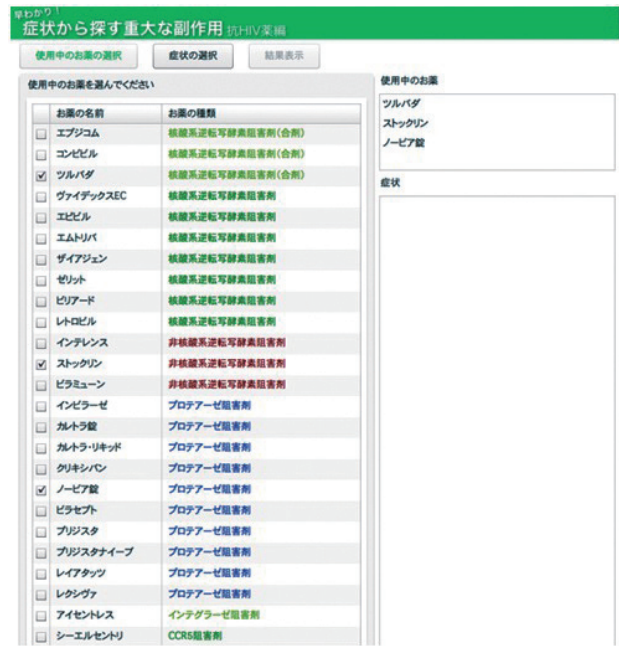 早わかり!
症状から探す重大な副作用 抗HIV薬編
使用中のお薬の選択 症状の選択 結果表示
使用中のお薬を選んでください
お薬の名前 お薬の種類
エプジコム 核酸系逆転写酵素阻害剤(合剤)
コンビビル 核酸系逆転写酵素阻害剤(合剤)
ツルバダ 核酸系逆転写酵素阻害剤(合剤)
ヴァイデックスEC 核酸系逆転写酵素阻害剤
エピビル 核酸系逆転写酵素阻害剤
エムトリバ 核酸系逆転写酵素阻害剤
ザイアジェン 核酸系逆転写酵素阻害剤
ゼリット 核酸系逆転写酵素阻害剤
ビリアード 核酸系逆転写酵素阻害剤
レトロビル 核酸系逆転写酵素阻害剤
インテレンス 非核酸系逆転写酵素阻害剤
ストックリン 非核酸系逆転写酵素阻害剤
ビラミューン 非核酸系逆転写酵素阻害剤
インビラーゼ プロテアーゼ阻害剤
カレトラ錠 プロテアーゼ阻害剤
カレトラ・リキッド プロテアーゼ阻害剤
クリキシバン プロテアーゼ阻害剤
ノービア錠 プロテアーゼ阻害剤
ビラセプト プロテアーゼ阻害剤
プリジスタ プロテアーゼ阻害剤
プリジスタナイーブ プロテアーゼ阻害剤
レイアタッツ プロテアーゼ阻害剤
レクシヴァ プロテアーゼ阻害剤
アイセントレス インテグラーゼ阻害剤
シーエルセントリ CCR5阻害剤
使用中のお薬
ツルバダ
ストックリン
ノービア錠
症状